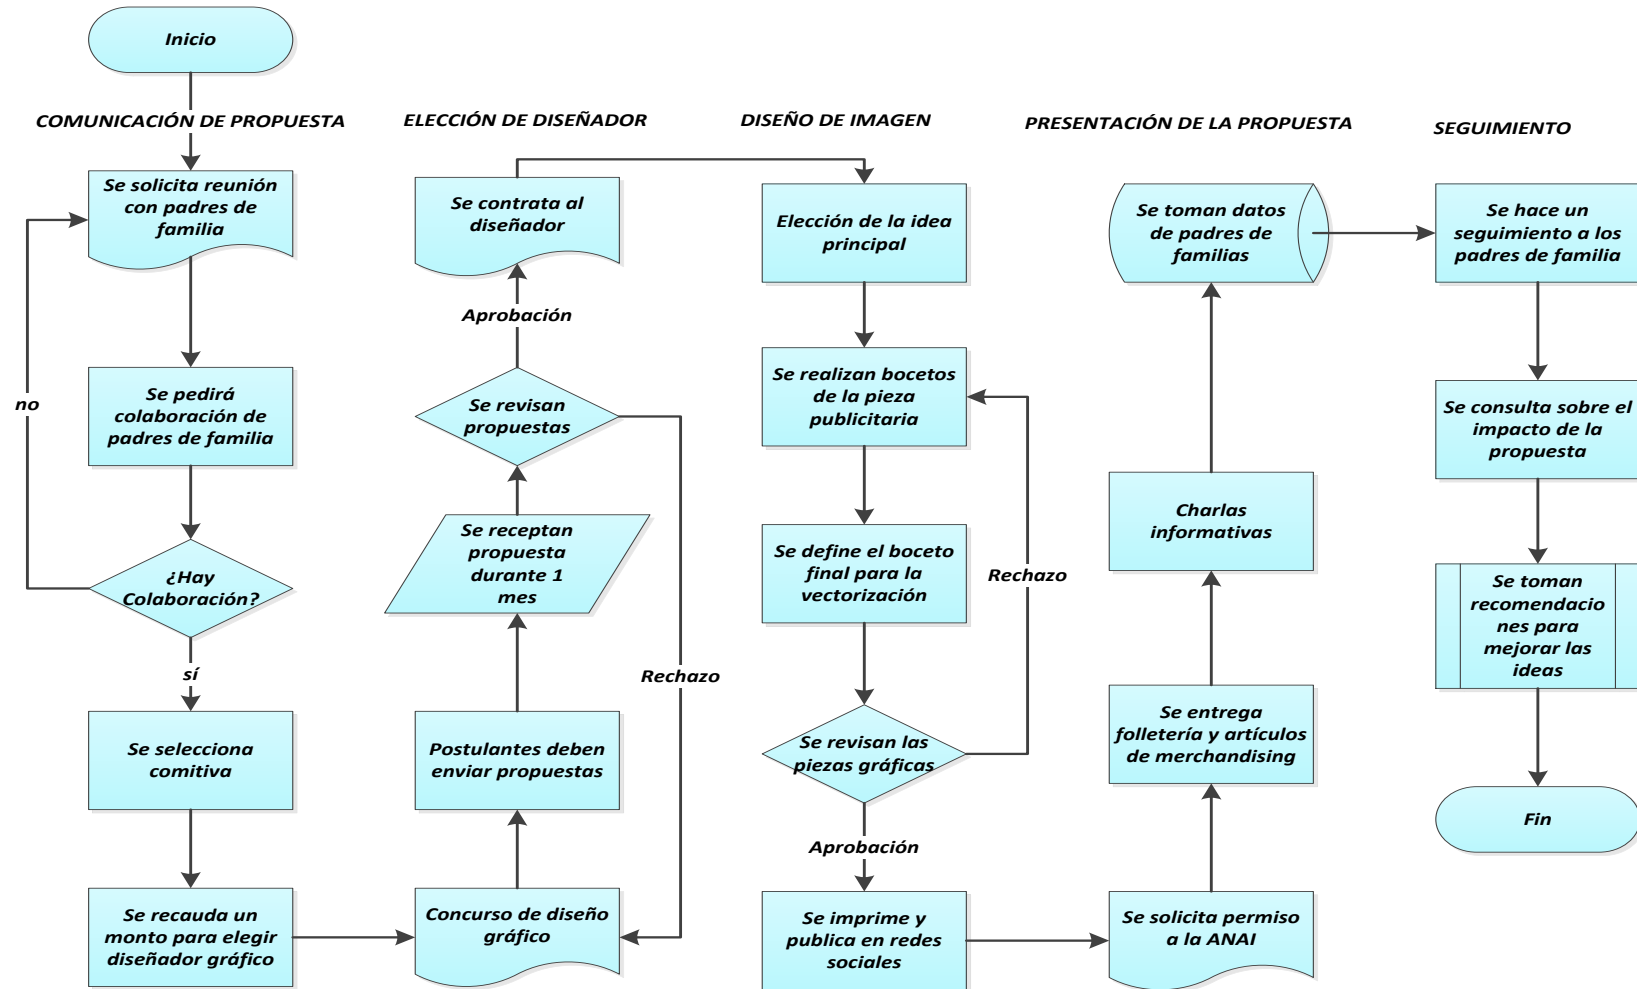 Inicio
COMUNICACIÓN DE PROPUESTA
Se solicita reunión
con padres de
familia
no
Se pedirá
colaboración de
padres de familia
¿Hay
Colaboración?
sí
Se selecciona
comitiva
Se recauda un
monto para elegir
diseñador gráfico
ELECCIÓN DE DISEÑADOR
Se contrata al
diseñador
Aprobación
Se revisan
propuestas
Se receptan
propuesta
durante 1
mes
Rechazo
Postulantes deben
enviar propuestas
Concurso de diseño
gráfico
DISEÑO DE IMAGEN
Elección de la idea
principal
Se realizan bocetos
de la pieza
publicitaria
Se define el boceto
final para la
vectorización
Rechazo
Se revisan las
piezas gráficas
Aprobación
Se imprime y
publica en redes
sociales
PRESENTACIÓN DE LA PROPUESTA
Se toman datos
de padres de
familias
Charlas
informativas
Se entrega
folletería y artículos
de merchandising
Se solicita permiso
a la ANAI
SEGUIMIENTO
Se hace un
seguimiento a los
padres de familia
Se consulta sobre el
impacto de la
propuesta
Se toman
recomendacio
nes para
mejorar las
ideas
Fin